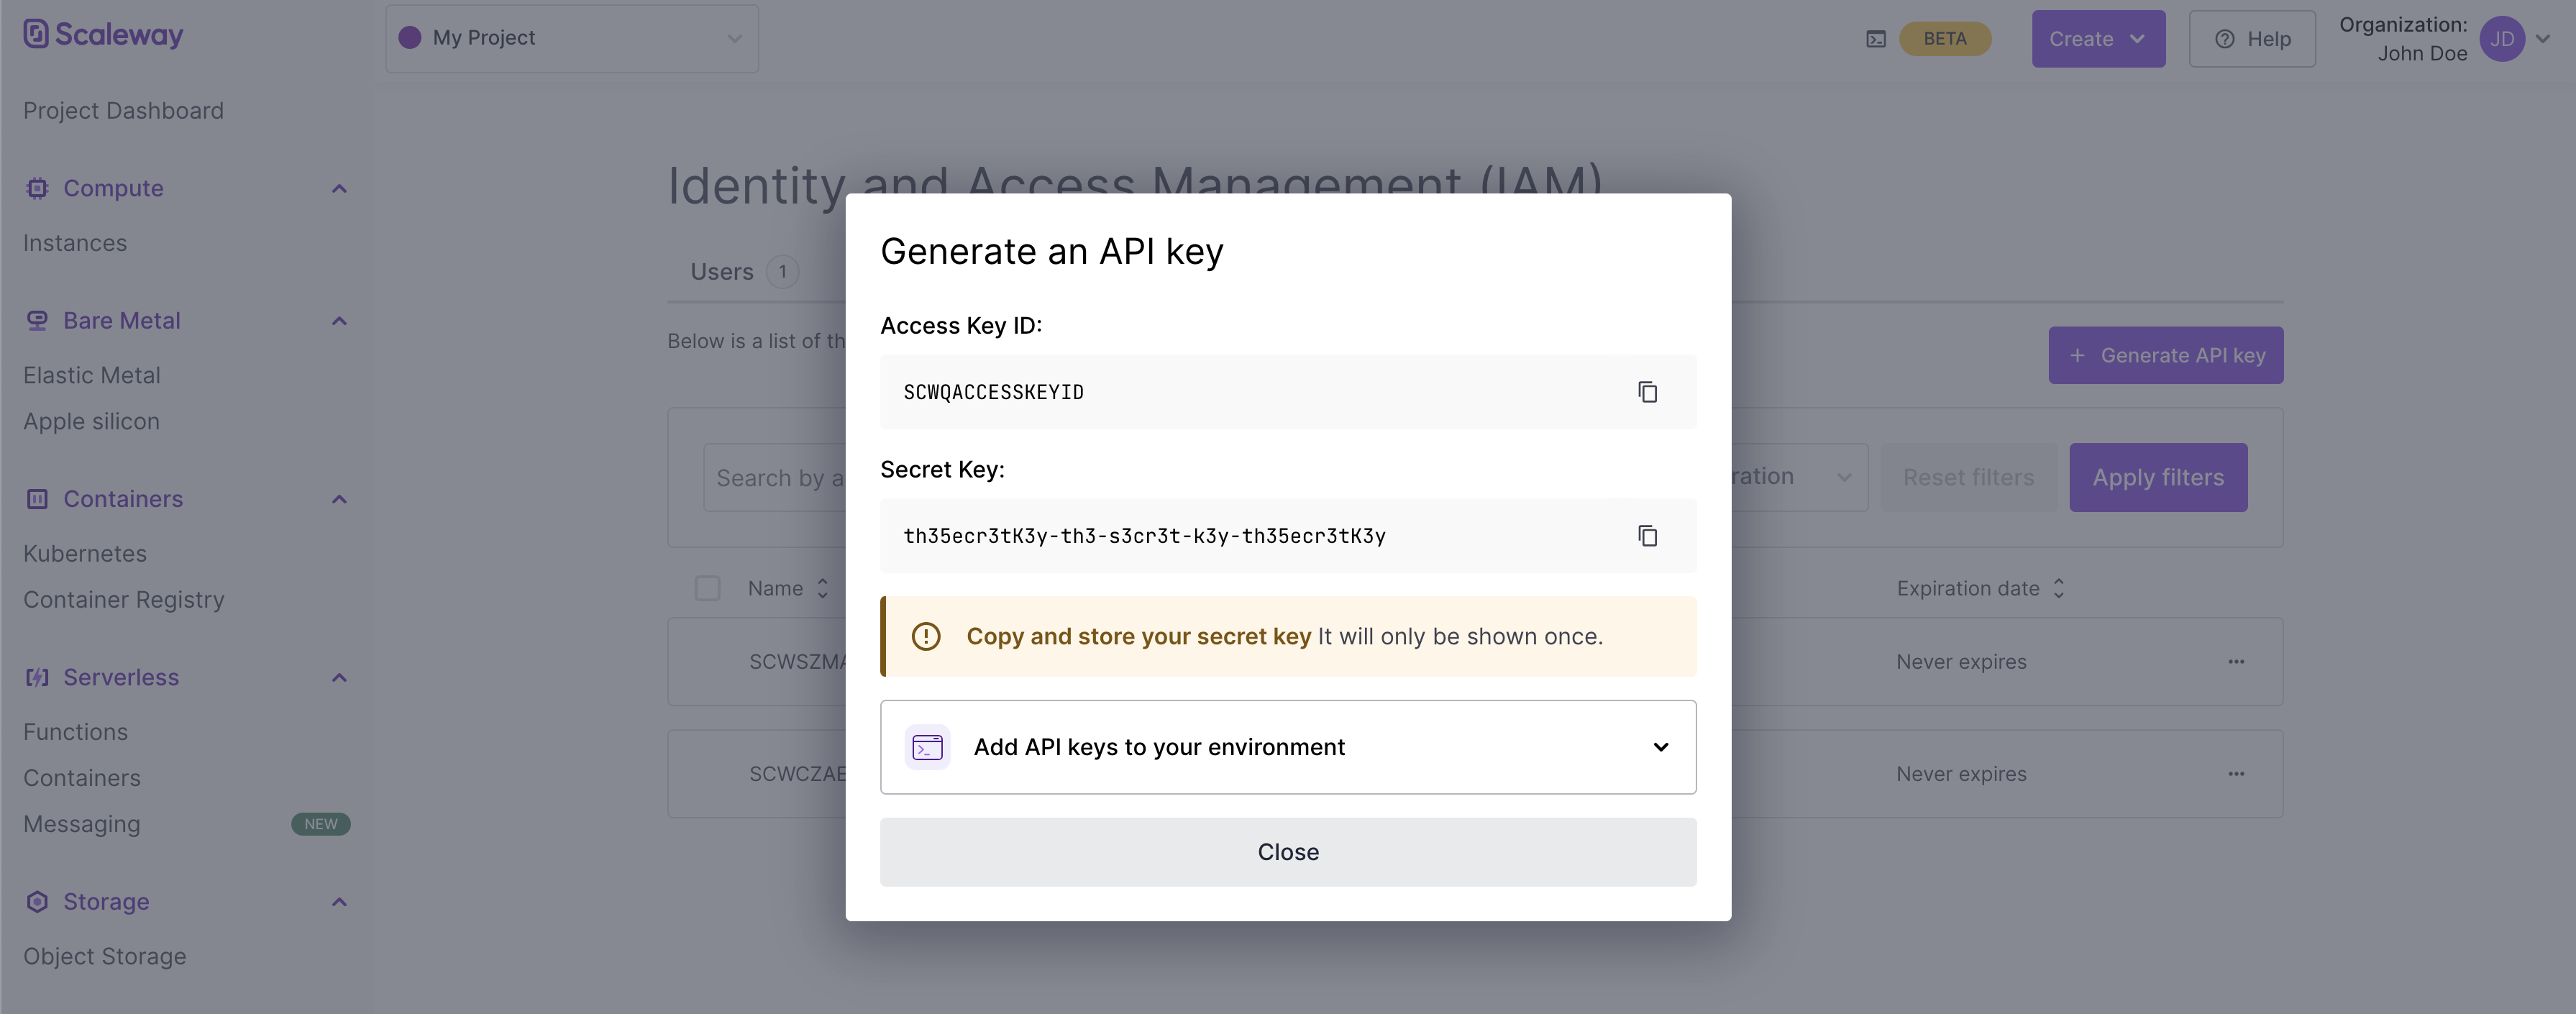 Scaleway
My Project
BETA
Create
Help
Organization:
John Doe
JD
Project Dashboard
Compute
Instances
Bare Metal
Elastic Metal
Apple silicon
Containers
Kubernetes
Container Registry
Serverless
Functions
Containers
Messaging NEW
Storage
Object Storage
Identity and Access Management (IAM)
Users 1
Below is a list of
+ Generate API key
Search by
Reset filters
Apply filters
Name
Expiration date
Never expires
Never expires
Generate an API key
Access Key ID:
SCWQACCESSKEYID
Secret Key:
th35ecr3tK3y-th3-s3cr3t-k3y-th35ecr3tK3y
Copy and store your secret key It will only be shown once.
Add API keys to your environment
Close